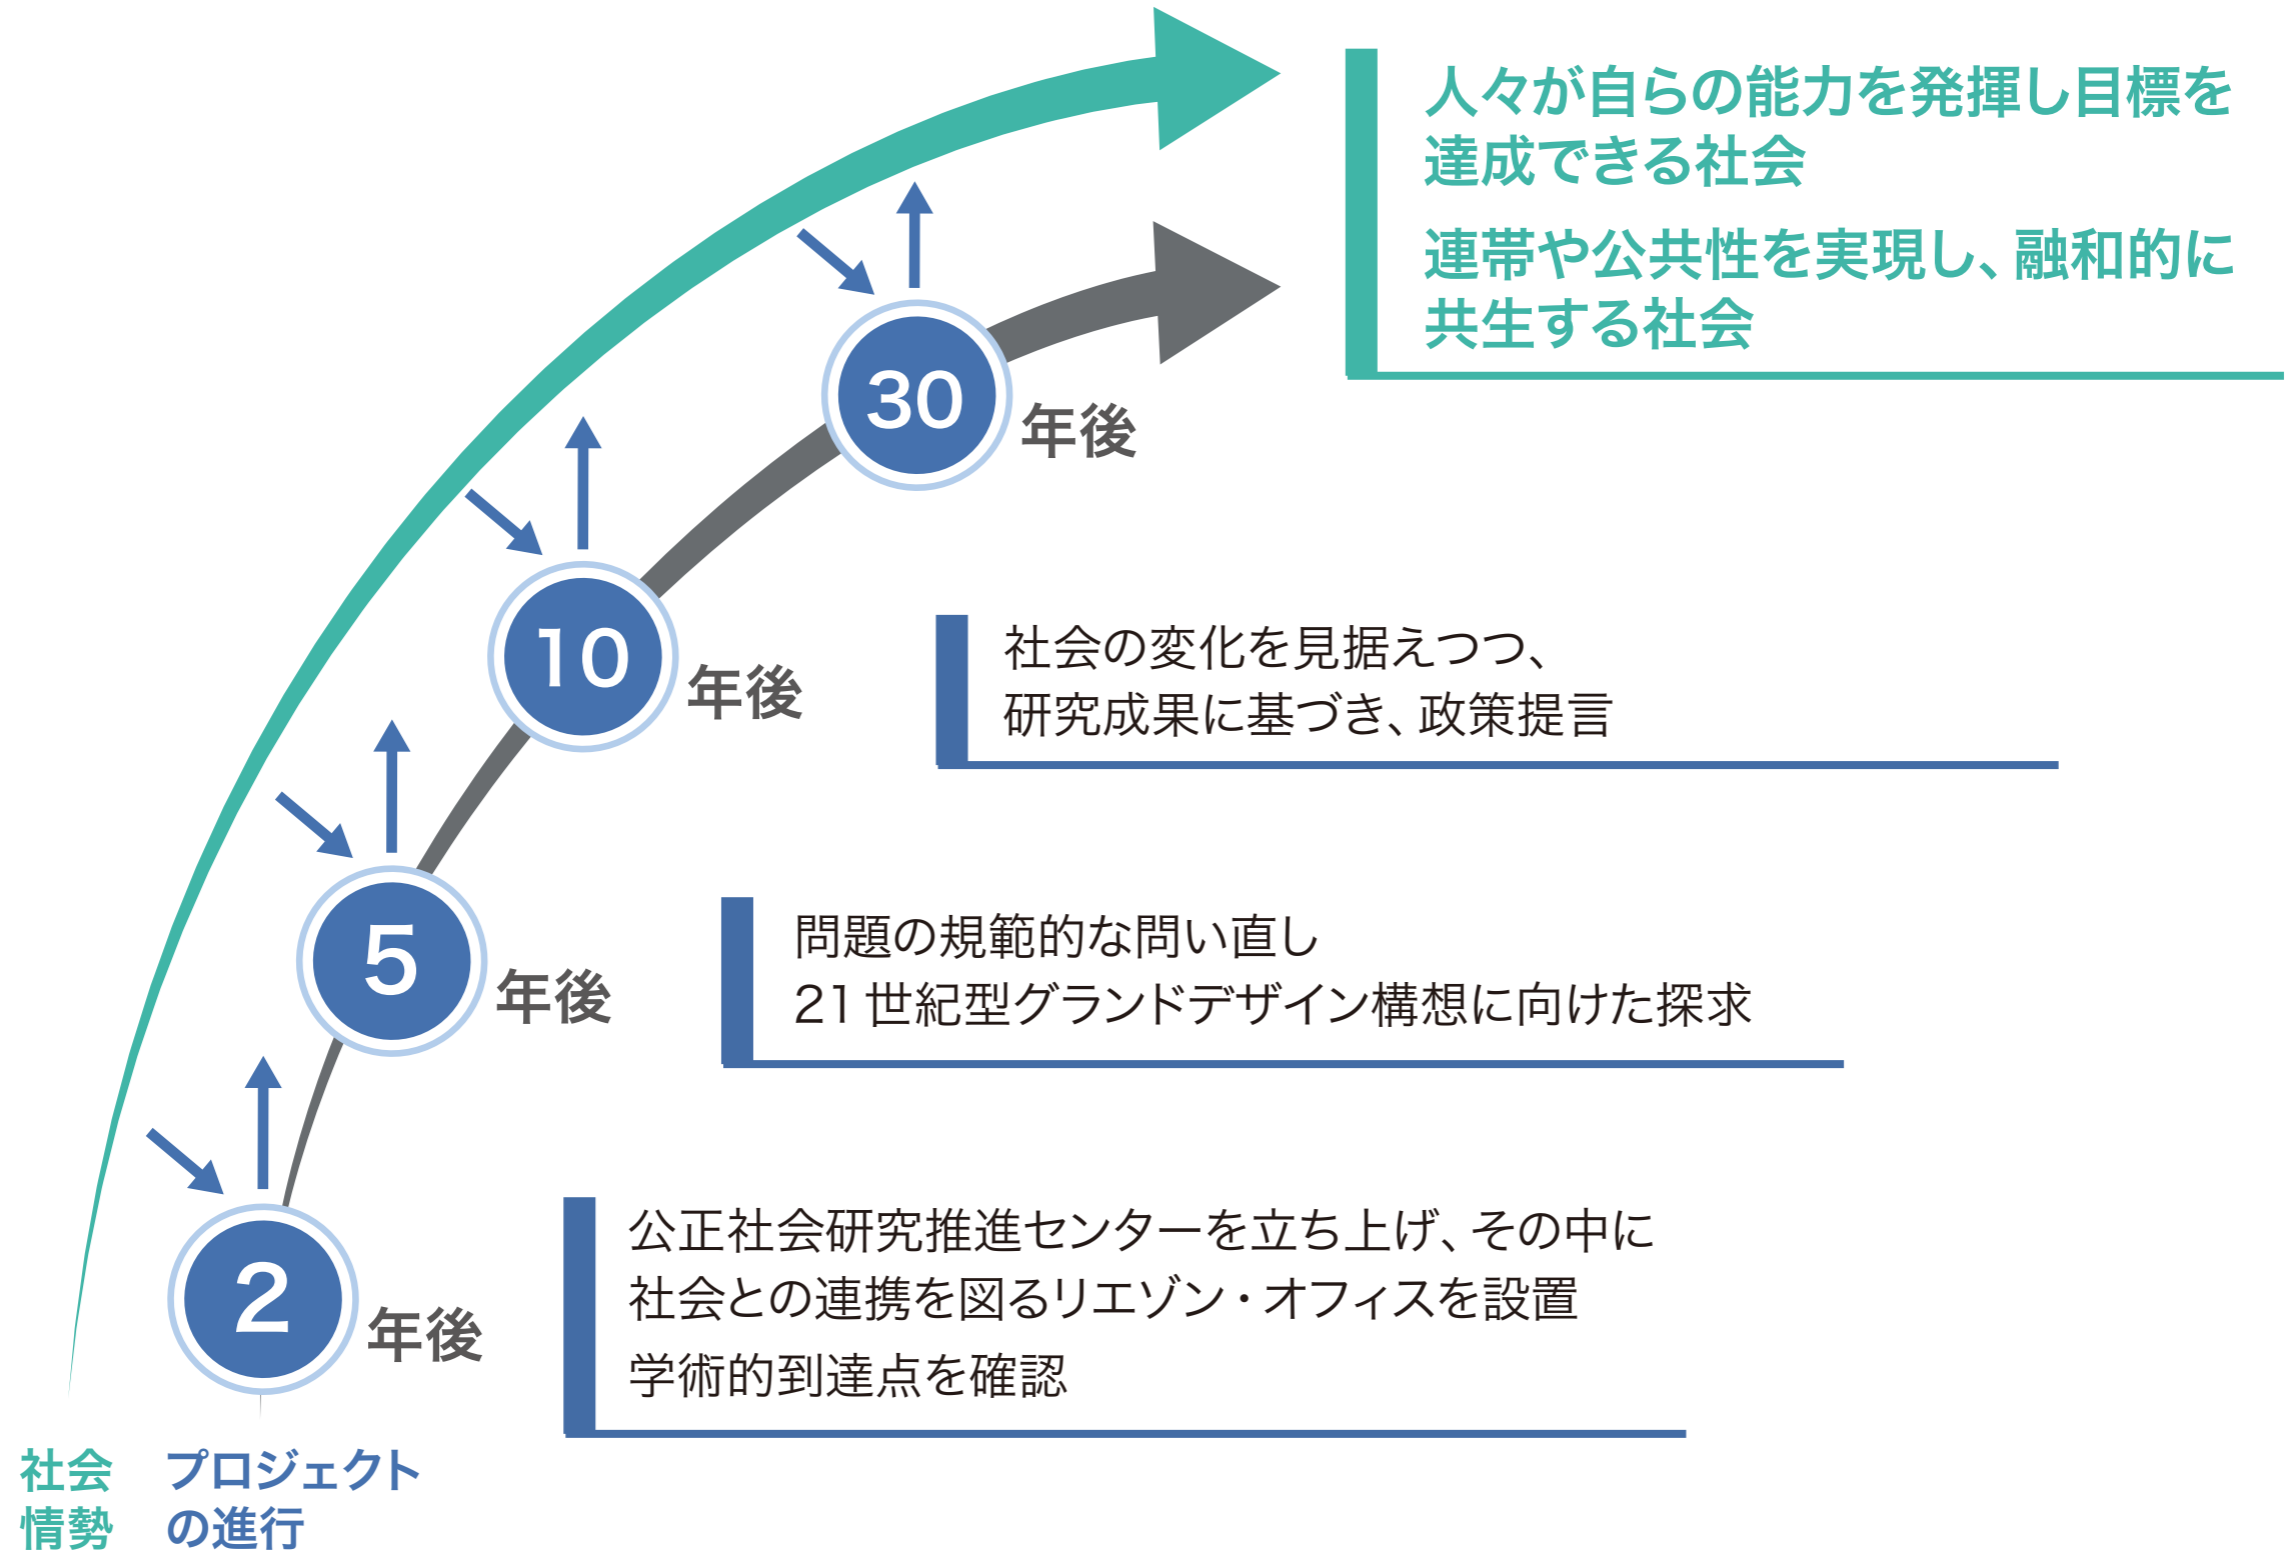 人々が自らの能力を発揮し目標を
達成できる社会
連帯や公共性を実現し、融和的に
共生する社会
30
年後
10
年後
社会の変化を見据えつつ、
研究成果に基づき、政策提言
5
年後
問題の規範的な問い直し
21世紀型グランドデザイン構想に向けた探求
2
年後
公正社会研究推進センターを立ち上げ、その中に
社会との連携を図るリエゾン・オフィスを設置
学術的到達点を確認
社会
情勢
プロジェクト
の進行